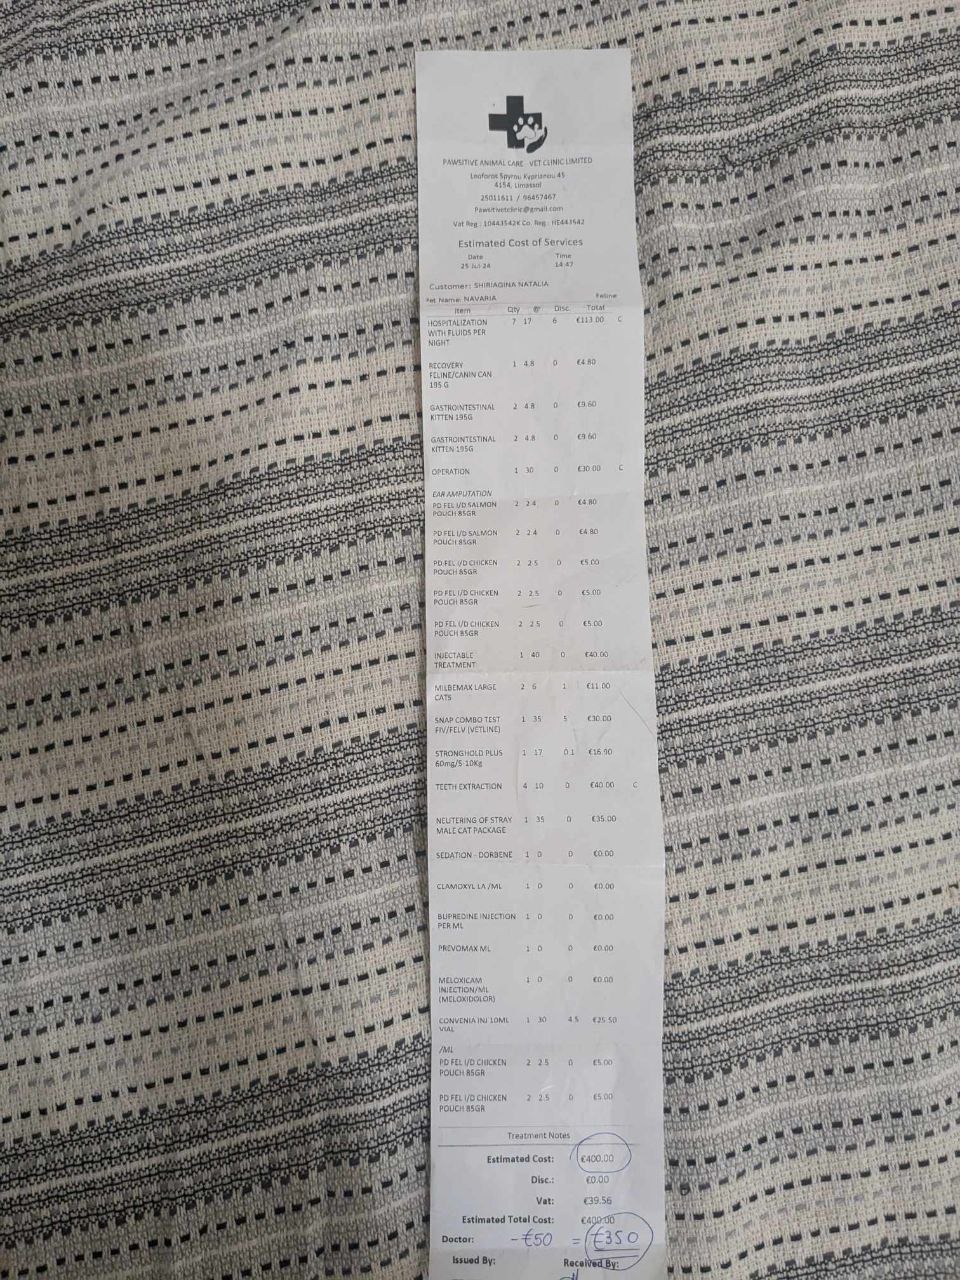 PAWSITIVE ANIMAL CARE - VET CLINIC LIMITED
Leoforos Spyrou Kyprianou 45
4154, Limassol
25011611 / 96457467
Pawsitivetclinic@gmail.com
Vat Reg : 10443542K Co. Reg : HE443542
Estimated Cost of Services
Date Time
25-Jul-24 14:47
Customer: SHIRIAGINA NATALIA
Pet Name: NAVARIA Feline
Item Qty @ Disc. Total
HOSPITALIZATION 7 17 6 €113.00 C
WITH FLUIDS PER
NIGHT
RECOVERY 1 4.8 0 €4.80
FELINE/CANIN CAN
195 G
GASTROINTESTINAL 2 4.8 0 €9.60
KITTEN 195G
GASTROINTESTINAL 2 4.8 0 €9.60
KITTEN 195G
OPERATION 1 30 0 €30.00 C
EAR AMPUTATION
PD FEL I/D SALMON 2 2.4 0 €4.80
POUCH 85GR
PD FEL I/D SALMON 2 2.4 0 €4.80
POUCH 85GR
PD FEL I/D CHICKEN 2 2.5 0 €5.00
POUCH 85GR
PD FEL I/D CHICKEN 2 2.5 0 €5.00
POUCH 85GR
PD FEL I/D CHICKEN 2 2.5 0 €5.00
POUCH 85GR
INJECTABLE 1 40 0 €40.00
TREATMENT
MILBEMAX LARGE 2 6 1 €11.00
CATS
SNAP COMBO TEST 1 35 5 €30.00
FIV/FELV (VETLINE)
STRONGHOLD PLUS 1 17 0.1 €16.90
60mg/5-10Kg
TEETH EXTRACTION 4 10 0 €40.00 C
NEUTERING OF STRAY 1 35 0 €35.00
MALE CAT PACKAGE
SEDATION - DORBENE 1 0 0 €0.00
CLAMOXYL LA /ML 1 0 0 €0.00
BUPREDINE INJECTION 1 0 0 €0.00
PER ML
PREVOMAX ML 1 0 0 €0.00
MELOXICAM 1 0 0 €0.00
INJECTION/ML
(MELOXIDOLOR)
CONVENIA INJ 10ML 1 30 4.5 €25.50
VIAL
/ML
PD FEL I/D CHICKEN 2 2.5 0 €5.00
POUCH 85GR
PD FEL I/D CHICKEN 2 2.5 0 €5.00
POUCH 85GR
Treatment Notes
Estimated Cost: €400.00
Disc.: €0.00
Vat: €39.56
Estimated Total Cost: €400.00
Doctor: -€50 = €350
Issued By: Received By: